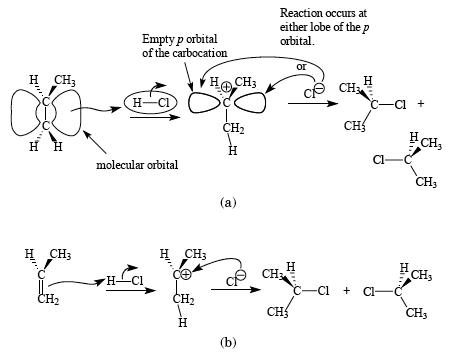 Reaction occurs at
either lobe of the p
orbital.
Empty p orbital
of the carbocation
or
H CH₃
C
C
H H
H—Cl
H ⊕ CH₃
C
CH₂
H
Cl⊖
CH₃ H
C—Cl +
CH₃
H
CH₃
Cl—C
CH₃
molecular orbital
(a)
H CH₃
C
CH₂
H—Cl
H CH₃
C⊕
CH₂
H
Cl⊖
CH₃ H
C—Cl + Cl—C
CH₃
H
CH₃
CH₃
(b)